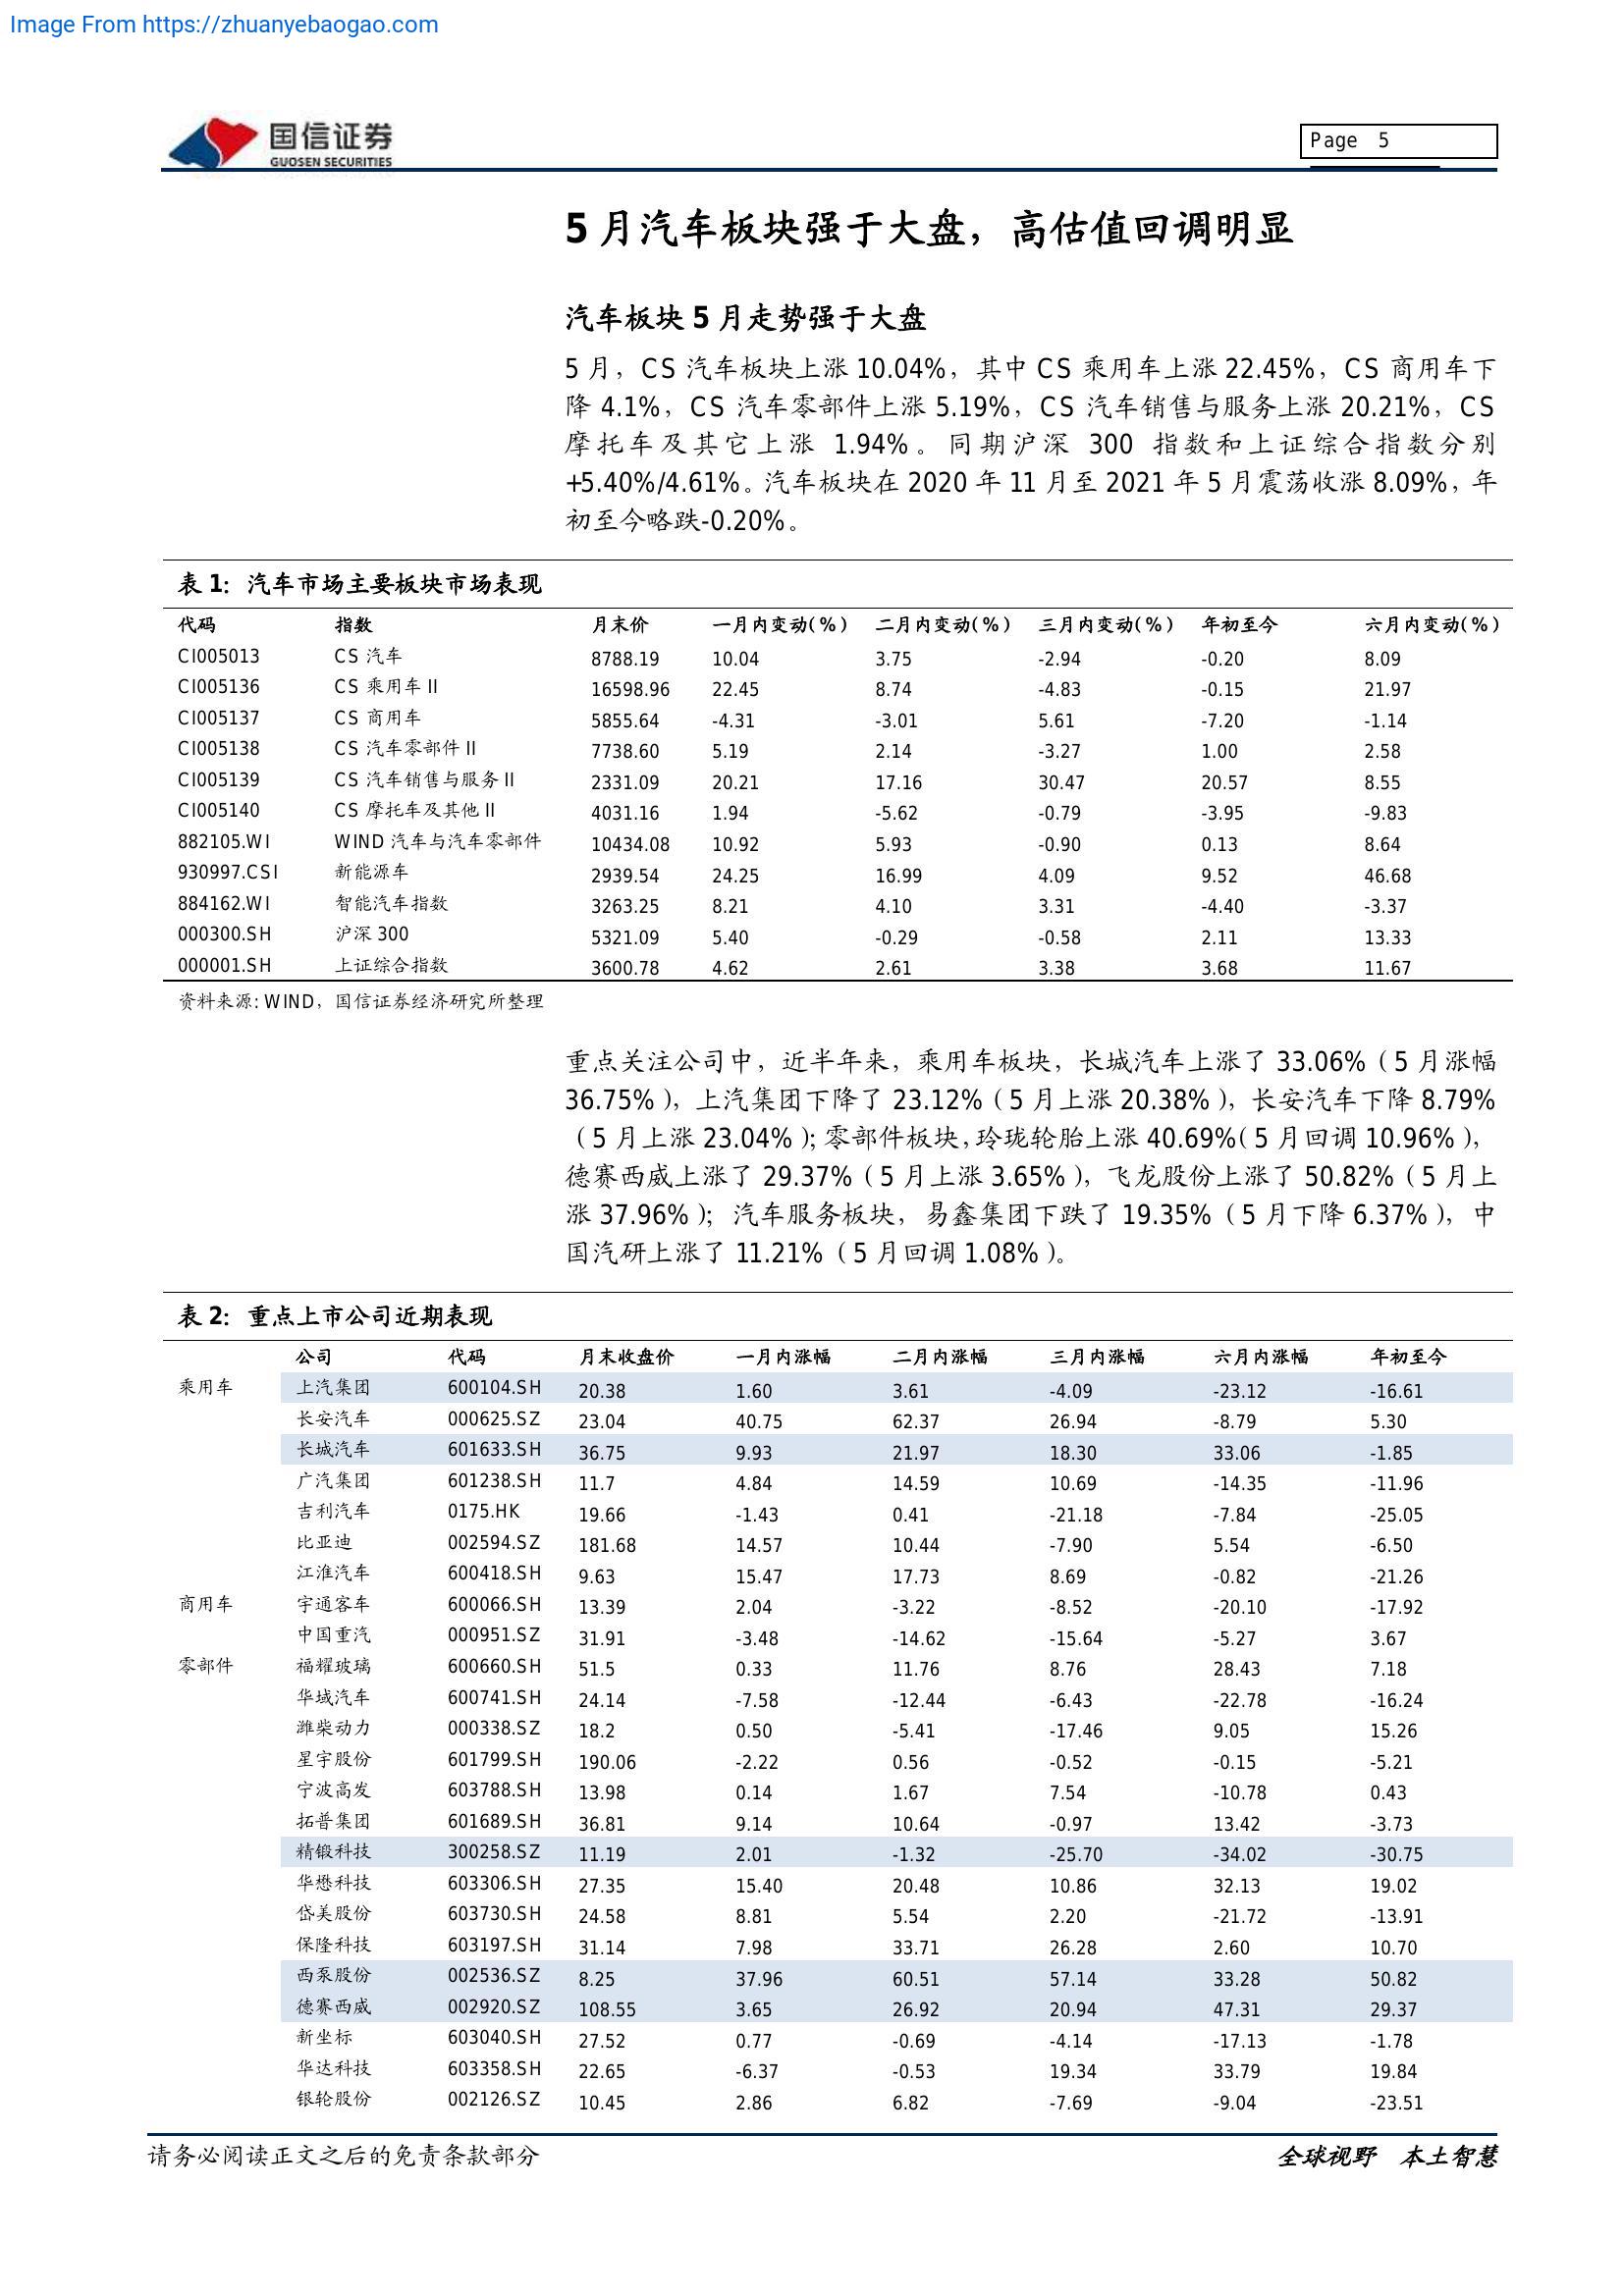 Image From https://zhuanyebaogao.com
国信证券
GUOSEN SECURITIES
Page 5
5 月汽车板块强于大盘，高估值回调明显
汽车板块 5 月走势强于大盘
5 月，CS 汽车板块上涨 10.04%，其中 CS 乘用车上涨 22.45%，CS 商用车下
降 4.1%，CS 汽车零部件上涨 5.19%，CS 汽车销售与服务上涨 20.21%，CS
摩托车及其它上涨 1.94%。同期沪深 300 指数和上证综合指数分别
+5.40%/4.61%。汽车板块在 2020 年 11 月至 2021 年 5 月震荡收涨 8.09%，年
初至今略跌-0.20%。
表 1：汽车市场主要板块市场表现
代码 指数 月末价 一月内变动(%) 二月内变动(%) 三月内变动(%) 年初至今 六月内变动(%)
CI005013 CS 汽车 8788.19 10.04 3.75 -2.94 -0.20 8.09
CI005136 CS 乘用车 II 16598.96 22.45 8.74 -4.83 -0.15 21.97
CI005137 CS 商用车 5855.64 -4.31 -3.01 5.61 -7.20 -1.14
CI005138 CS 汽车零部件 II 7738.60 5.19 2.14 -3.27 1.00 2.58
CI005139 CS 汽车销售与服务 II 2331.09 20.21 17.16 30.47 20.57 8.55
CI005140 CS 摩托车及其他 II 4031.16 1.94 -5.62 -0.79 -3.95 -9.83
882105.WI WIND 汽车与汽车零部件 10434.08 10.92 5.93 -0.90 0.13 8.64
930997.CSI 新能源车 2939.54 24.25 16.99 4.09 9.52 46.68
884162.WI 智能汽车指数 3263.25 8.21 4.10 3.31 -4.40 -3.37
000300.SH 沪深 300 5321.09 5.40 -0.29 -0.58 2.11 13.33
000001.SH 上证综合指数 3600.78 4.62 2.61 3.38 3.68 11.67
资料来源: WIND，国信证券经济研究所整理
重点关注公司中，近半年来，乘用车板块，长城汽车上涨了 33.06%（5 月涨幅
36.75%），上汽集团下降了 23.12%（5 月上涨 20.38%），长安汽车下降 8.79%
（5 月上涨 23.04%）；零部件板块，玲珑轮胎上涨 40.69%（5 月回调 10.96%），
德赛西威上涨了 29.37%（5 月上涨 3.65%），飞龙股份上涨了 50.82%（5 月上
涨 37.96%）；汽车服务板块，易鑫集团下跌了 19.35%（5 月下降 6.37%），中
国汽研上涨了 11.21%（5 月回调 1.08%）。
表 2：重点上市公司近期表现
公司 代码 月末收盘价 一月内涨幅 二月内涨幅 三月内涨幅 六月内涨幅 年初至今
乘用车 上汽集团 600104.SH 20.38 1.60 3.61 -4.09 -23.12 -16.61
长安汽车 000625.SZ 23.04 40.75 62.37 26.94 -8.79 5.30
长城汽车 601633.SH 36.75 9.93 21.97 18.30 33.06 -1.85
广汽集团 601238.SH 11.7 4.84 14.59 10.69 -14.35 -11.96
吉利汽车 0175.HK 19.66 -1.43 0.41 -21.18 -7.84 -25.05
比亚迪 002594.SZ 181.68 14.57 10.44 -7.90 5.54 -6.50
江淮汽车 600418.SH 9.63 15.47 17.73 8.69 -0.82 -21.26
商用车 宇通客车 600066.SH 13.39 2.04 -3.22 -8.52 -20.10 -17.92
中国重汽 000951.SZ 31.91 -3.48 -14.62 -15.64 -5.27 3.67
零部件 福耀玻璃 600660.SH 51.5 0.33 11.76 8.76 28.43 7.18
华域汽车 600741.SH 24.14 -7.58 -12.44 -6.43 -22.78 -16.24
潍柴动力 000338.SZ 18.2 0.50 -5.41 -17.46 9.05 15.26
星宇股份 601799.SH 190.06 -2.22 0.56 -0.52 -0.15 -5.21
宁波高发 603788.SH 13.98 0.14 1.67 7.54 -10.78 0.43
拓普集团 601689.SH 36.81 9.14 10.64 -0.97 13.42 -3.73
精锻科技 300258.SZ 11.19 2.01 -1.32 -25.70 -34.02 -30.75
华懋科技 603306.SH 27.35 15.40 20.48 10.86 32.13 19.02
岱美股份 603730.SH 24.58 8.81 5.54 2.20 -21.72 -13.91
保隆科技 603197.SH 31.14 7.98 33.71 26.28 2.60 10.70
西泵股份 002536.SZ 8.25 37.96 60.51 57.14 33.28 50.82
德赛西威 002920.SZ 108.55 3.65 26.92 20.94 47.31 29.37
新坐标 603040.SH 27.52 0.77 -0.69 -4.14 -17.13 -1.78
华达科技 603358.SH 22.65 -6.37 -0.53 19.34 33.79 19.84
银轮股份 002126.SZ 10.45 2.86 6.82 -7.69 -9.04 -23.51
请务必阅读正文之后的免责条款部分
全球视野 本土智慧